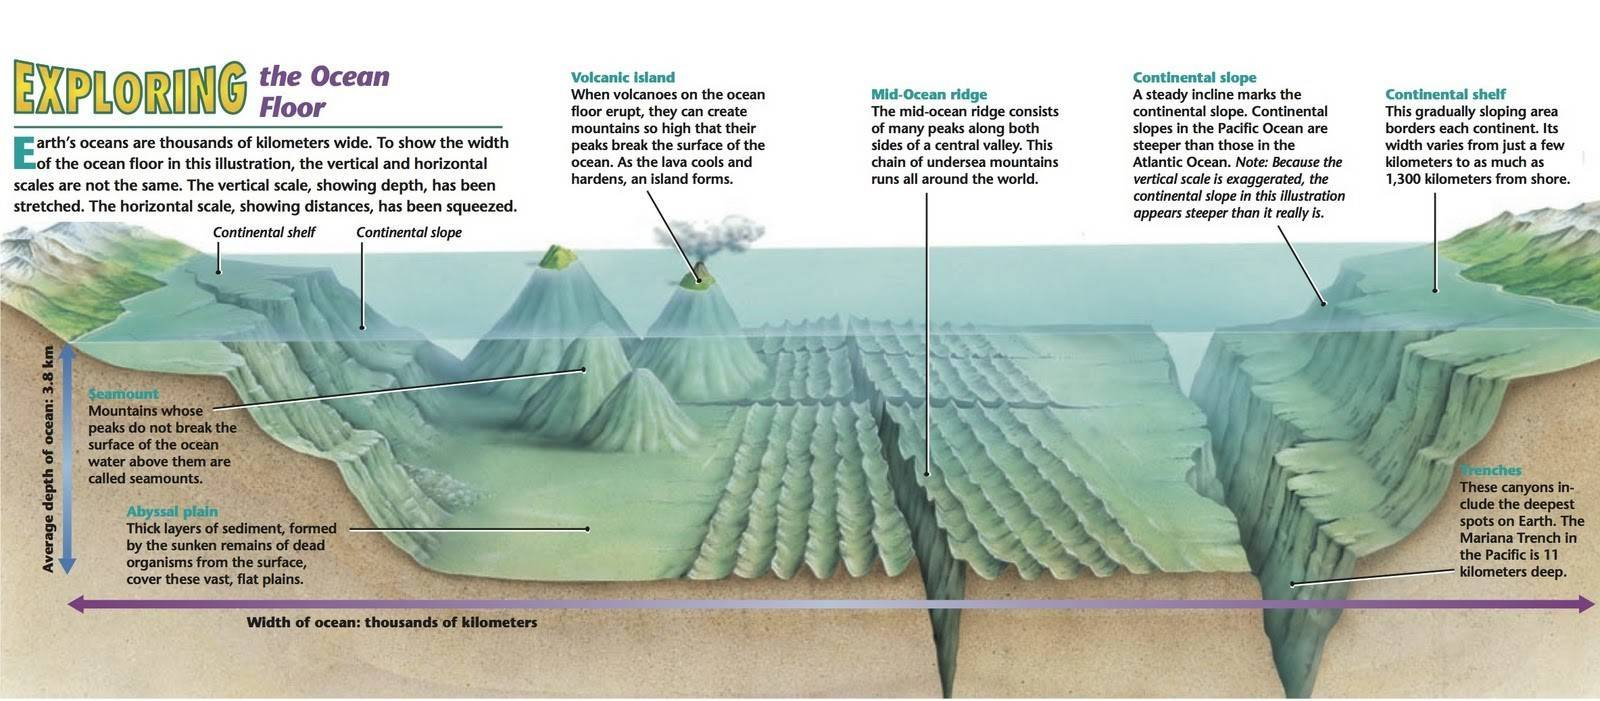 EXPLORING the Ocean
Floor
Earth's oceans are thousands of kilometers wide. To show the width
of the ocean floor in this illustration, the vertical and horizontal
scales are not the same. The vertical scale, showing depth, has been
stretched. The horizontal scale, showing distances, has been squeezed.
Continental shelf
Continental slope
Volcanic island
When volcanoes on the ocean
floor erupt, they can create
mountains so high that their
peaks break the surface of the
ocean. As the lava cools and
hardens, an island forms.
Mid-Ocean ridge
The mid-ocean ridge consists
of many peaks along both
sides of a central valley. This
chain of undersea mountains
runs all around the world.
Continental slope
A steady incline marks the
continental slope. Continental
slopes in the Pacific Ocean are
steeper than those in the
Atlantic Ocean. Note: Because the
vertical scale is exaggerated, the
continental slope in this illustration
appears steeper than it really is.
Continental shelf
This gradually sloping area
borders each continent. Its
width varies from just a few
kilometers to as much as
1,300 kilometers from shore.
Average depth of ocean: 3.8 km
Seamount
Mountains whose
peaks do not break the
surface of the ocean
water above them are
called seamounts.
Abyssal plain
Thick layers of sediment, formed
by the sunken remains of dead
organisms from the surface,
cover these vast, flat plains.
Trenches
These canyons in-
clude the deepest
spots on Earth. The
Mariana Trench in
the Pacific is 11
kilometers deep.
Width of ocean: thousands of kilometers